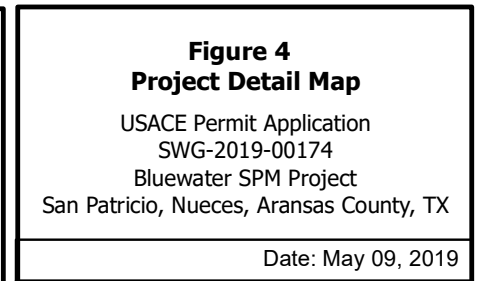 Figure 4
Project Detail Map
USACE Permit Application
SWG-2019-00174
Bluewater SPM Project
San Patricio, Nueces, Aransas County, TX
Date: May 09, 2019